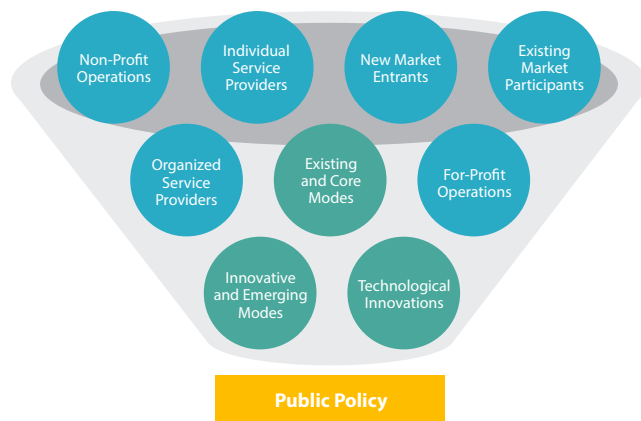 Non-Profit
Operations
Individual
Service
Providers
New Market
Entrants
Existing
Market
Participants
Organized
Service
Providers
Existing
and Core
Modes
For-Profit
Operations
Innovative
and Emerging
Modes
Technological
Innovations
Public Policy